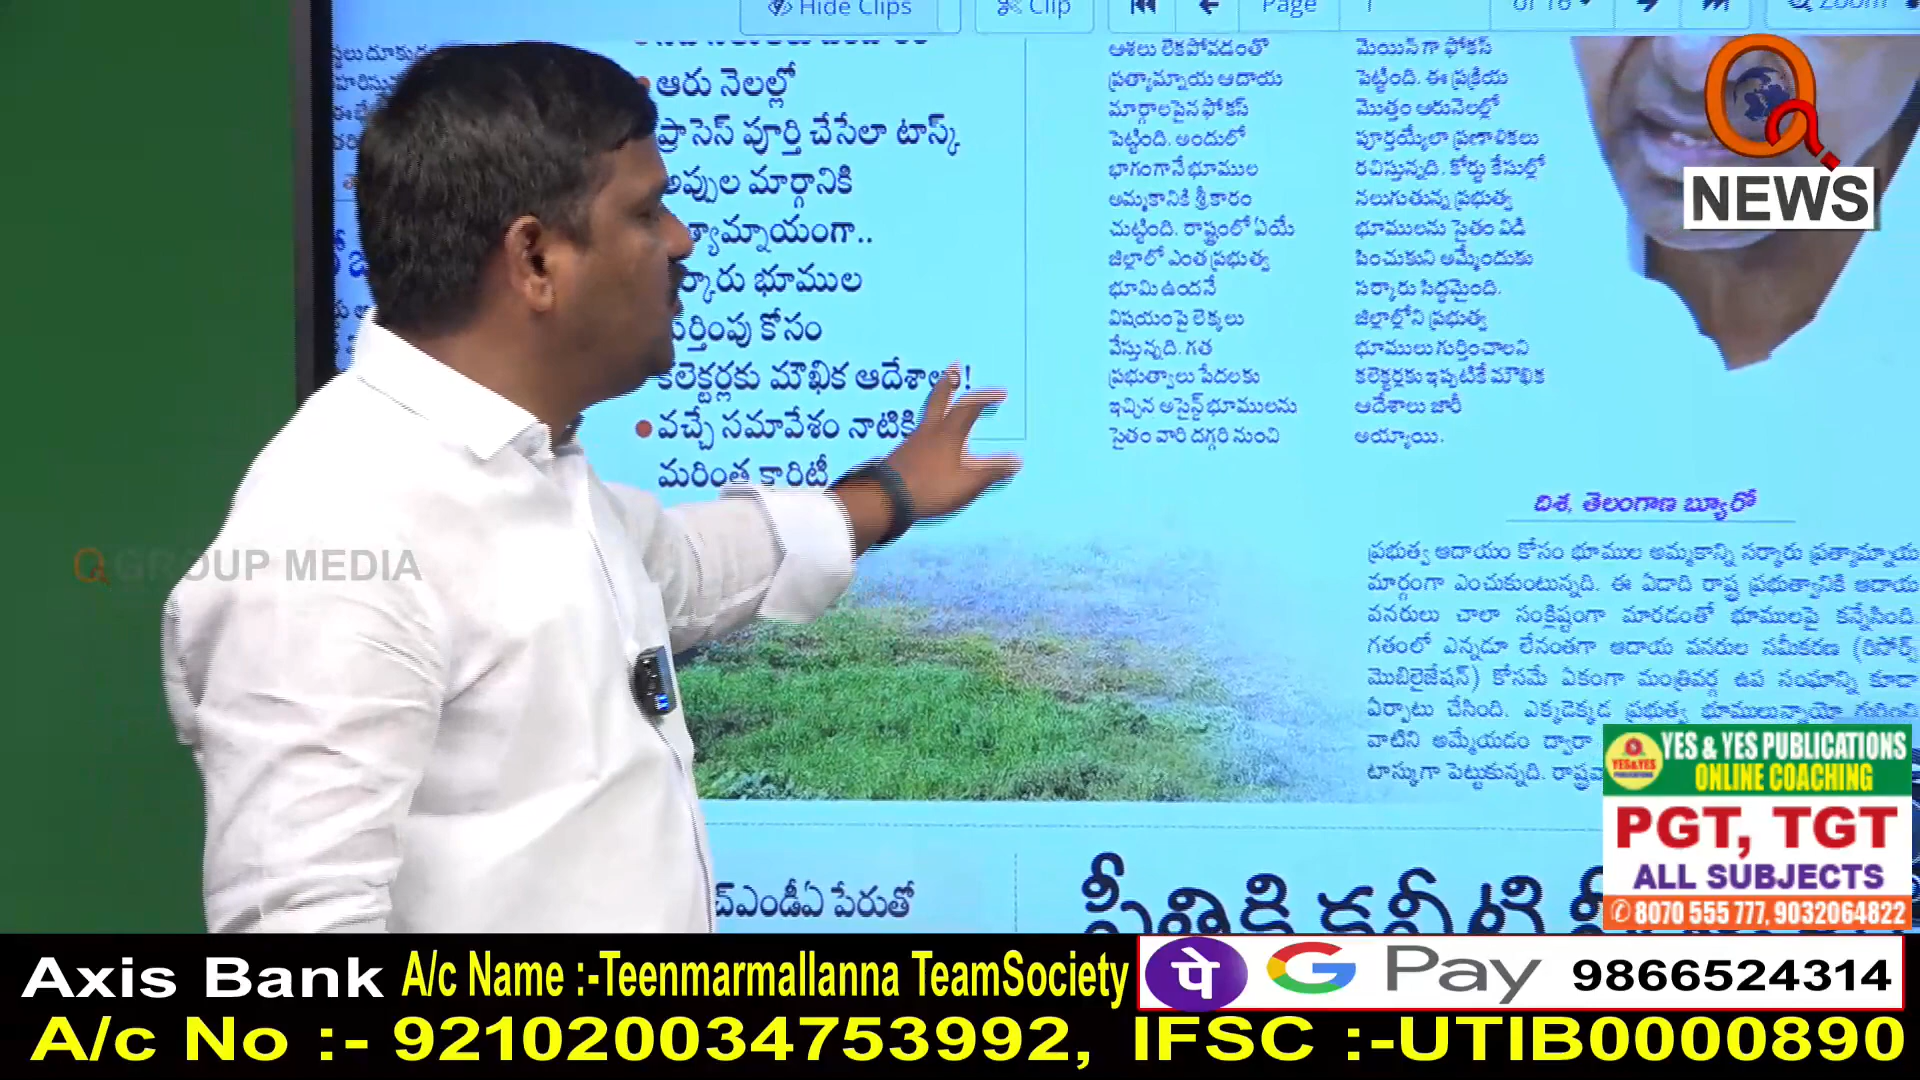 Hide Clips
Clip
Page
1
of 16
ఆరు నెలల్లో
ప్రాసెస్ పూర్తి చేసేలా టాస్క్
అప్పుల మార్గానికి
త్యామ్నాయంగా..
ర్కారు భూముల
ర్తింపు కోసం
కలెక్టర్లకు మౌఖిక ఆదేశాలు!
వచ్చే సమావేశం నాటికి
మరింత క్లారిటీ
ఆశలు లేకపోవడంతో
ప్రత్యామ్నాయ ఆదాయ
మార్గాలపైన ఫోకస్
పెట్టింది. అందులో
భాగంగానే భూముల
అమ్మకానికి శ్రీకారం
చుట్టింది. రాష్ట్రంలో ఏయే
జిల్లాలో ఎంత ప్రభుత్వ
భూమి ఉందనే
విషయంపై లెక్కలు
వేస్తున్నది. గత
ప్రభుత్వాలు పేదలకు
ఇచ్చిన అసైన్డ్ భూములను
సైతం వారి దగ్గరి నుంచి
మెయిన్ గా ఫోకస్
పెట్టింది. ఈ ప్రక్రియ
మొత్తం ఆరునెలల్లో
పూర్తయ్యేలా ప్రణాళికలు
రచిస్తున్నది. కోర్టు కేసుల్లో
నలుగుతున్న ప్రభుత్వ
భూములను సైతం విడి
పించుకుని అమ్మేందుకు
సర్కారు సిద్ధమైంది.
జిల్లాల్లోని ప్రభుత్వ
భూములు గుర్తించాలని
కలెక్టర్లకు ఇప్పటికే మౌఖిక
ఆదేశాలు జారీ
అయ్యాయి.
దిశ, తెలంగాణ బ్యూరో
ప్రభుత్వ ఆదాయం కోసం భూముల అమ్మకాన్ని సర్కారు ప్రత్యామ్నాయ
మార్గంగా ఎంచుకుంటున్నది. ఈ ఏడాది రాష్ట్ర ప్రభుత్వానికి ఆదాయ
వనరులు చాలా సంక్లిష్టంగా మారడంతో భూములపై కన్నేసింది.
గతంలో ఎన్నడూ లేనంతగా ఆదాయ వనరుల సమీకరణ (రిసోర్స్
మొబిలైజేషన్) కోసమే ఏకంగా మంత్రివర్గ ఉప సంఘాన్ని కూడా
ఏర్పాటు చేసింది. ఎక్కడెక్కడ ప్రభుత్వ భూములున్నాయో గుర్తించి
వాటిని అమ్మేయడం ద్వారా
టాస్కుగా పెట్టుకున్నది.
చ్ఎండీఏ పేరుతో
Q
NEWS
Q GROUP MEDIA
YES & YES PUBLICATIONS
ONLINE COACHING
PGT, TGT
ALL SUBJECTS
✆ 8070 555 777, 9032064822
Axis Bank A/c Name :-Teenmarmallanna TeamSociety
पे G Pay 9866524314
A/c No :- 921020034753992, IFSC :-UTIB0000890